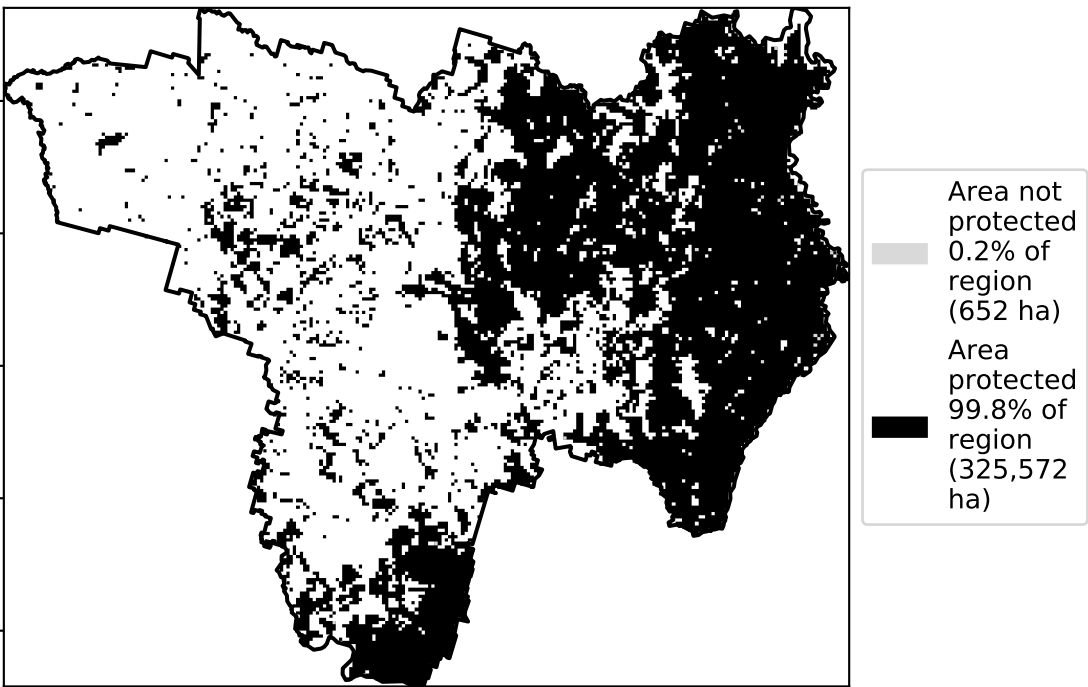 Area not
protected
0.2% of
region
(652 ha)
Area
protected
99.8% of
region
(325,572
ha)